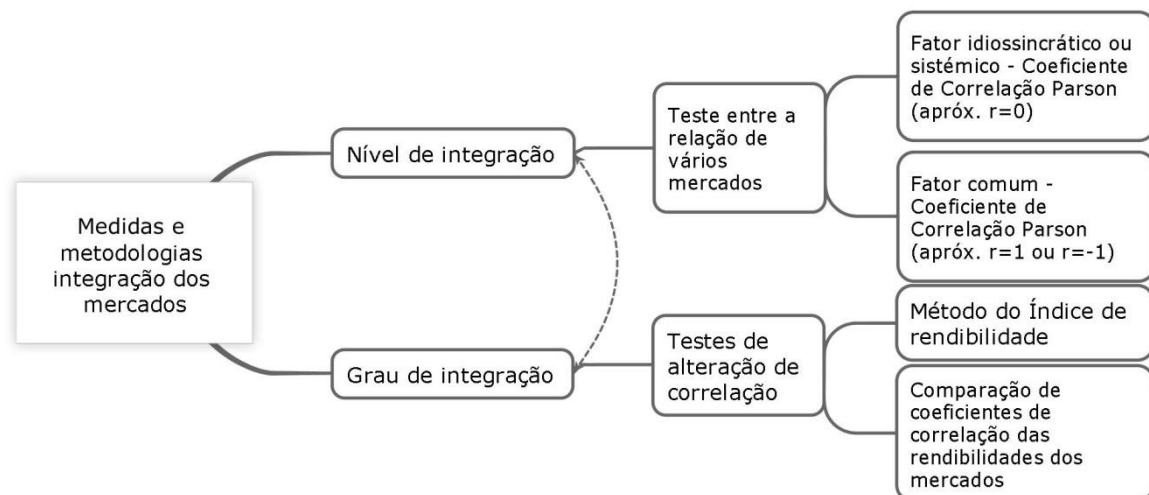 Medidas e
metodologias
integração dos
mercados
Nível de integração
Teste entre a
relação de
vários
mercados
Fator idiossincrático ou
sistémico - Coeficiente
de Correlação Parson
(apróx. r=0)
Fator comum -
Coeficiente de
Correlação Parson
(apróx. r=1 ou r=-1)
Grau de integração
Testes de
alteração de
correlação
Método do Índice de
rendibilidade
Comparação de
coeficientes de
correlação das
rendibilidades dos
mercados